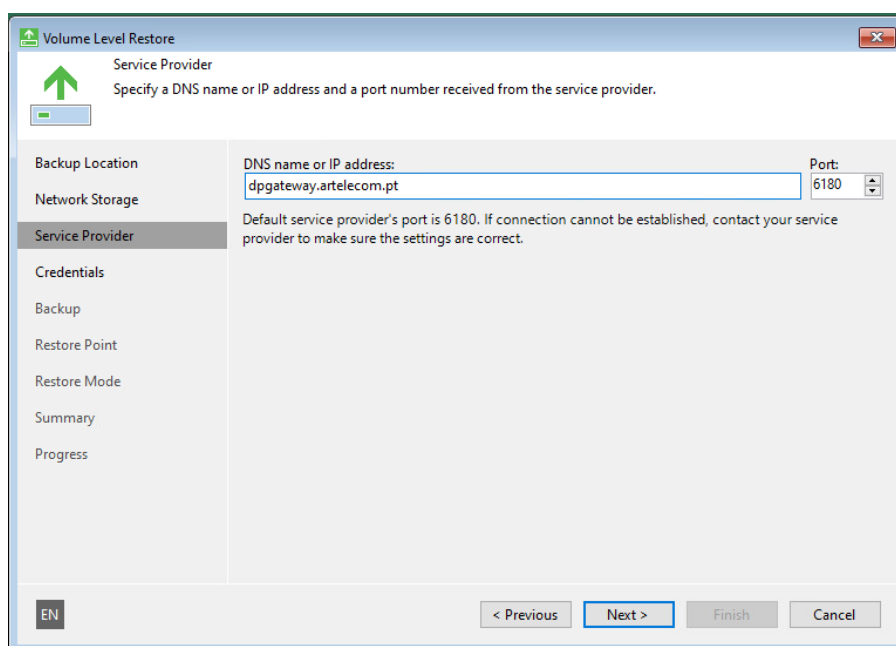 Volume Level Restore
Service Provider
Specify a DNS name or IP address and a port number received from the service provider.
Backup Location
Network Storage
Service Provider
Credentials
Backup
Restore Point
Restore Mode
Summary
Progress
DNS name or IP address:
Port:
dpgateway.artelecom.pt
6180
Default service provider's port is 6180. If connection cannot be established, contact your service
provider to make sure the settings are correct.
EN
< Previous
Next >
Finish
Cancel